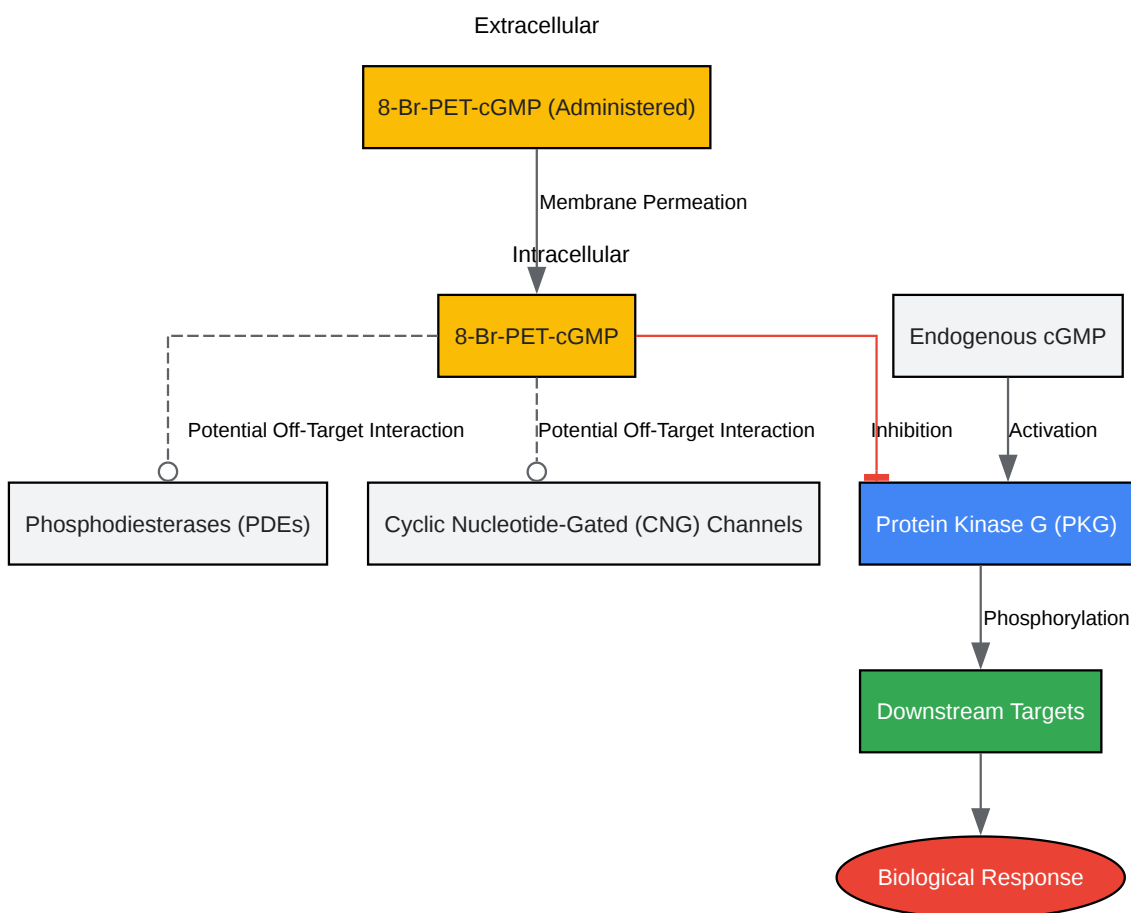 Extracellular
8-Br-PET-cGMP (Administered)
Membrane Permeation
Intracellular
8-Br-PET-cGMP
Endogenous cGMP
Potential Off-Target Interaction
Potential Off-Target Interaction
Inhibition
Activation
Phosphodiesterases (PDEs)
Cyclic Nucleotide-Gated (CNG) Channels
Protein Kinase G (PKG)
Phosphorylation
Downstream Targets
Biological Response